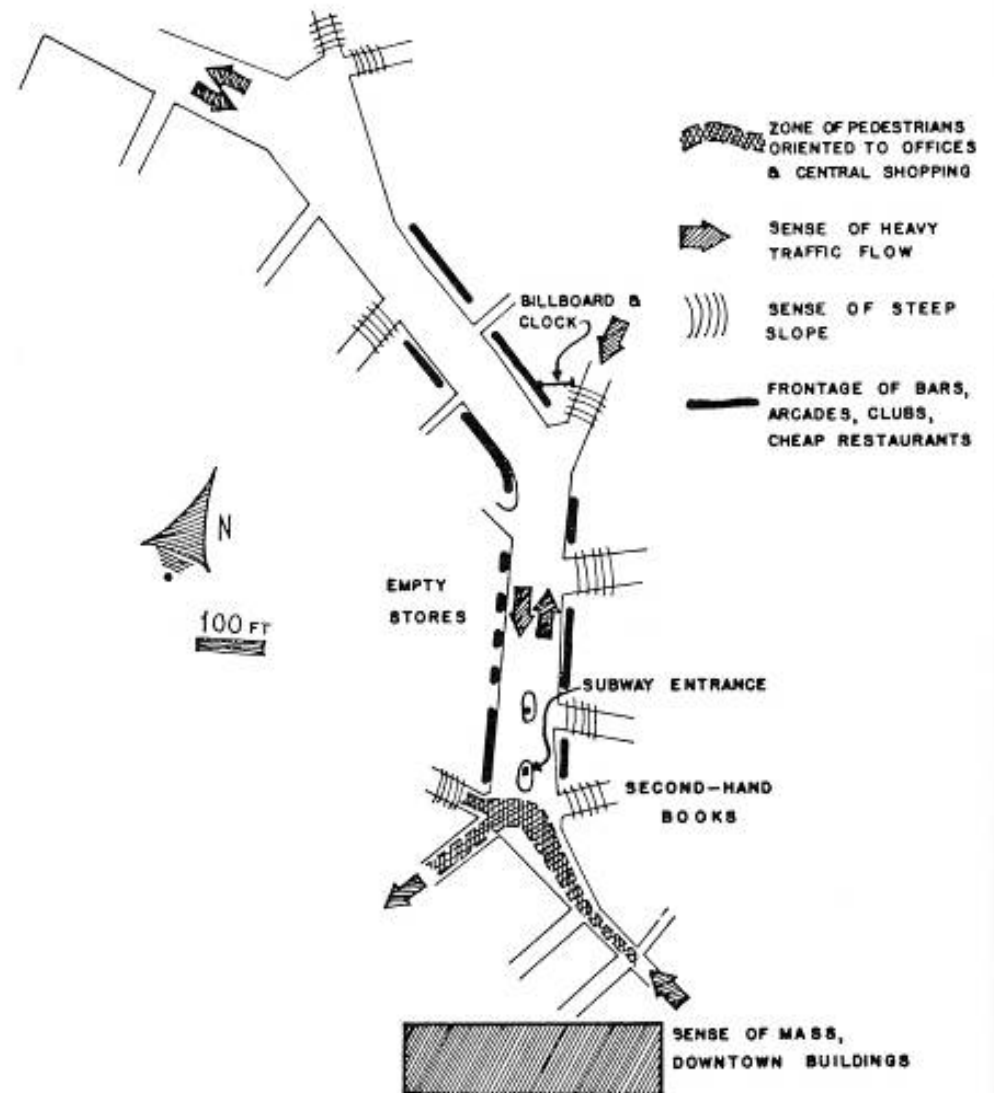 ZONE OF PEDESTRIANS
ORIENTED TO OFFICES
& CENTRAL SHOPPING
SENSE OF HEAVY
TRAFFIC FLOW
BILLBOARD &
CLOCK
SENSE OF STEEP
SLOPE
FRONTAGE OF BARS,
ARCADES, CLUBS,
CHEAP RESTAURANTS
N
100 FT
EMPTY
STORES
SUBWAY ENTRANCE
SECOND-HAND
BOOKS
SENSE OF MASS,
DOWNTOWN BUILDINGS